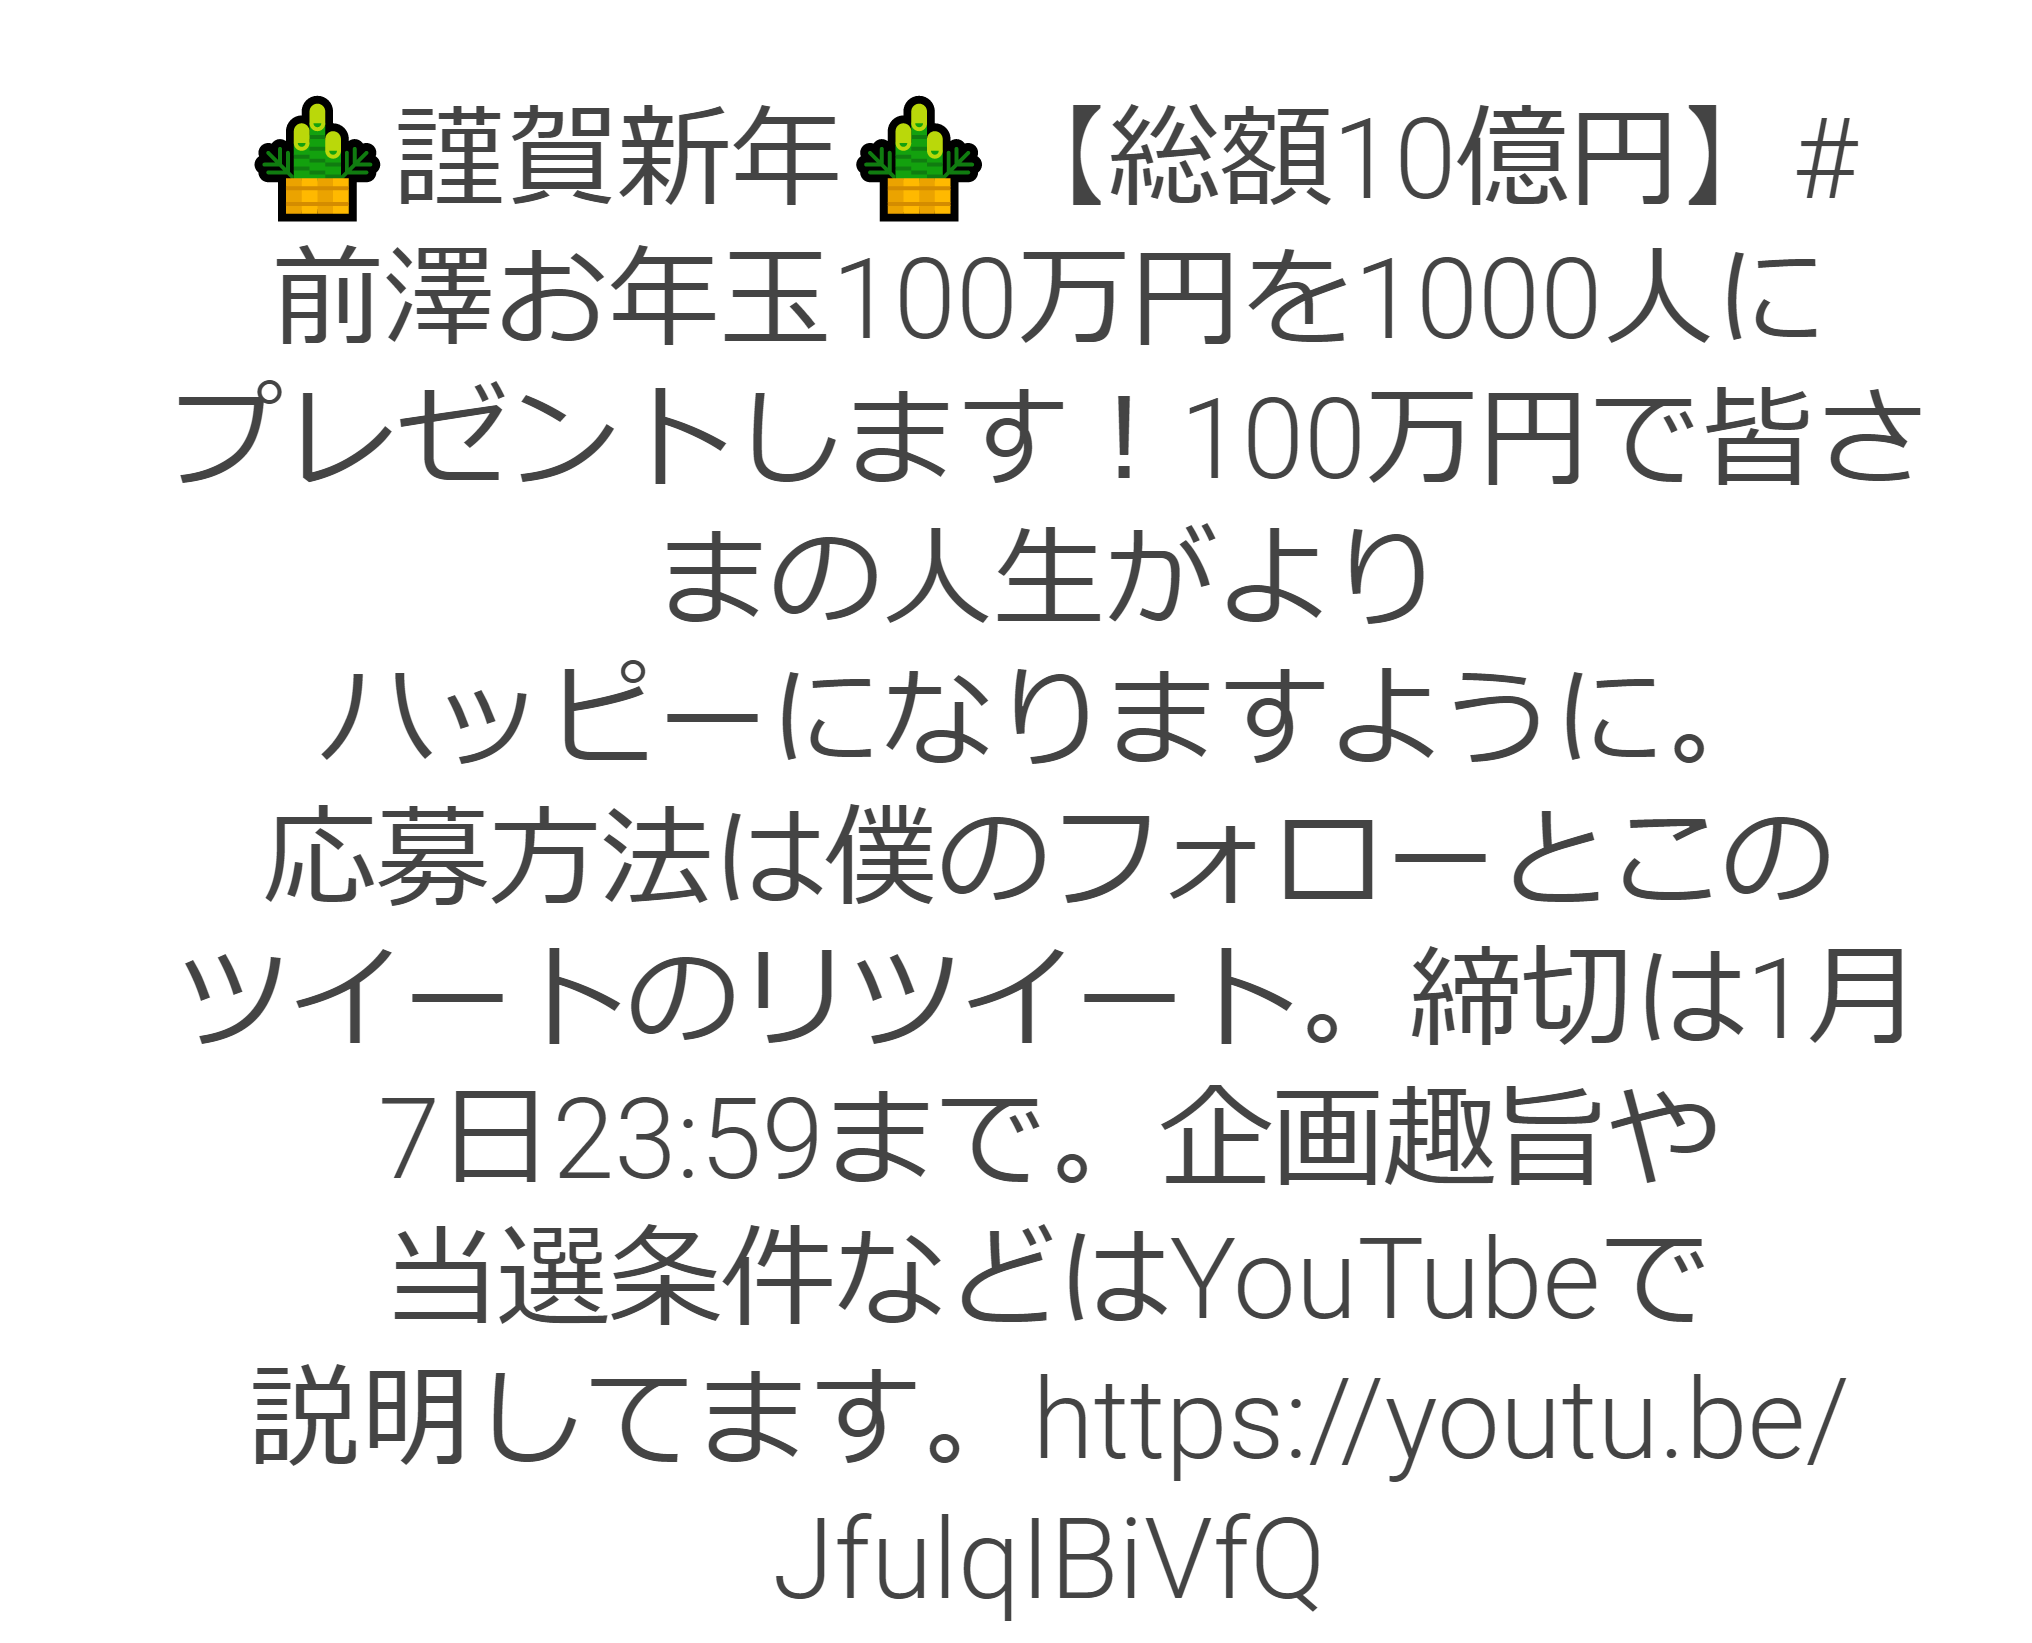 🎍謹賀新年🎍 【総額10億円】 #
前澤お年玉100万円を1000人に
プレゼントします！100万円で皆さ
まの人生がより
ハッピーになりますように。
応募方法は僕のフォローとこの
ツイートのリツイート。締切は1月
7日23:59まで。企画趣旨や
当選条件などはYouTubeで
説明してます。https://youtu.be/
JfulqIBiVfQ